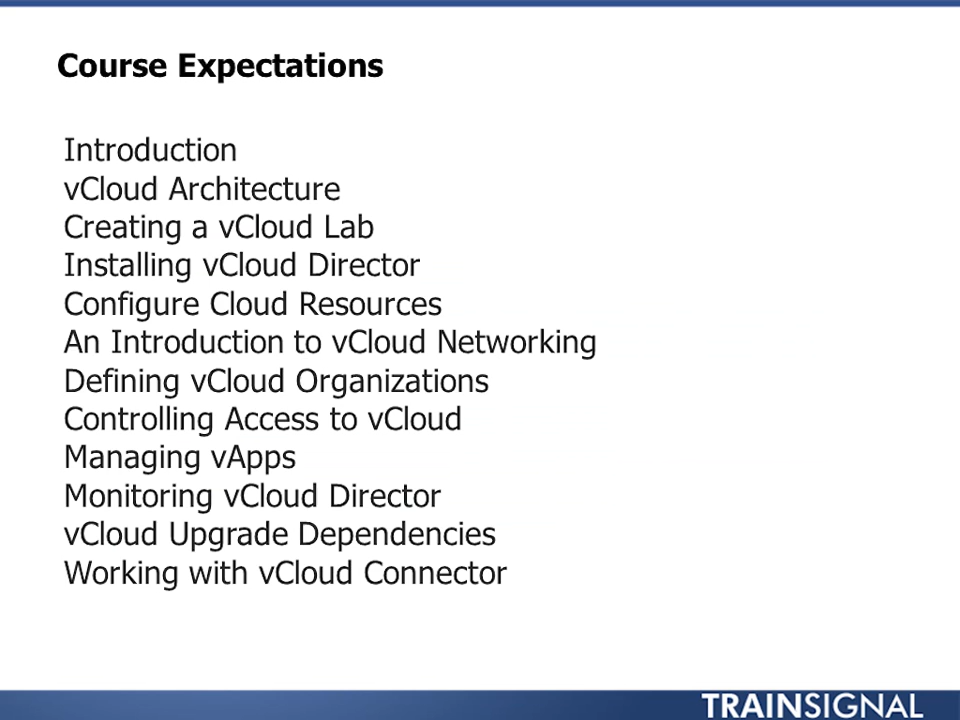 Course Expectations
Introduction
vCloud Architecture
Creating a vCloud Lab
Installing vCloud Director
Configure Cloud Resources
An Introduction to vCloud Networking
Defining vCloud Organizations
Controlling Access to vCloud
Managing vApps
Monitoring vCloud Director
vCloud Upgrade Dependencies
Working with vCloud Connector
TRAINSIGNAL